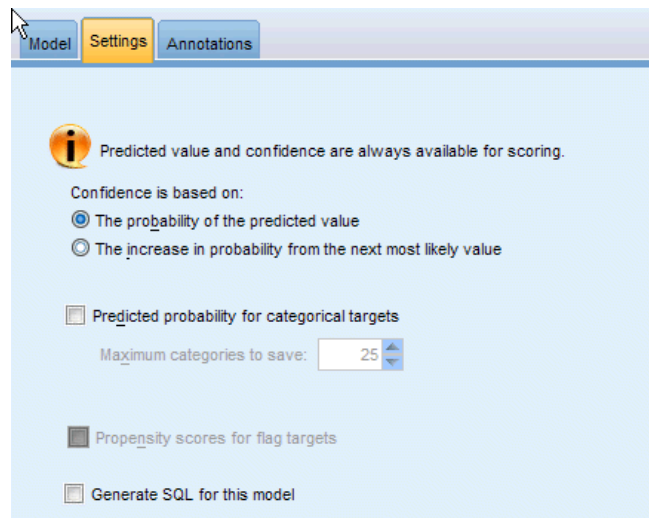 Model Settings Annotations
Predicted value and confidence are always available for scoring.
Confidence is based on:
The probability of the predicted value
The increase in probability from the next most likely value
Predicted probability for categorical targets
Maximum categories to save: 25
Propensity scores for flag targets
Generate SQL for this model